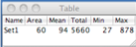 Table
Name Area Mean Total Min Max
Set1 60 94 5660 27 878